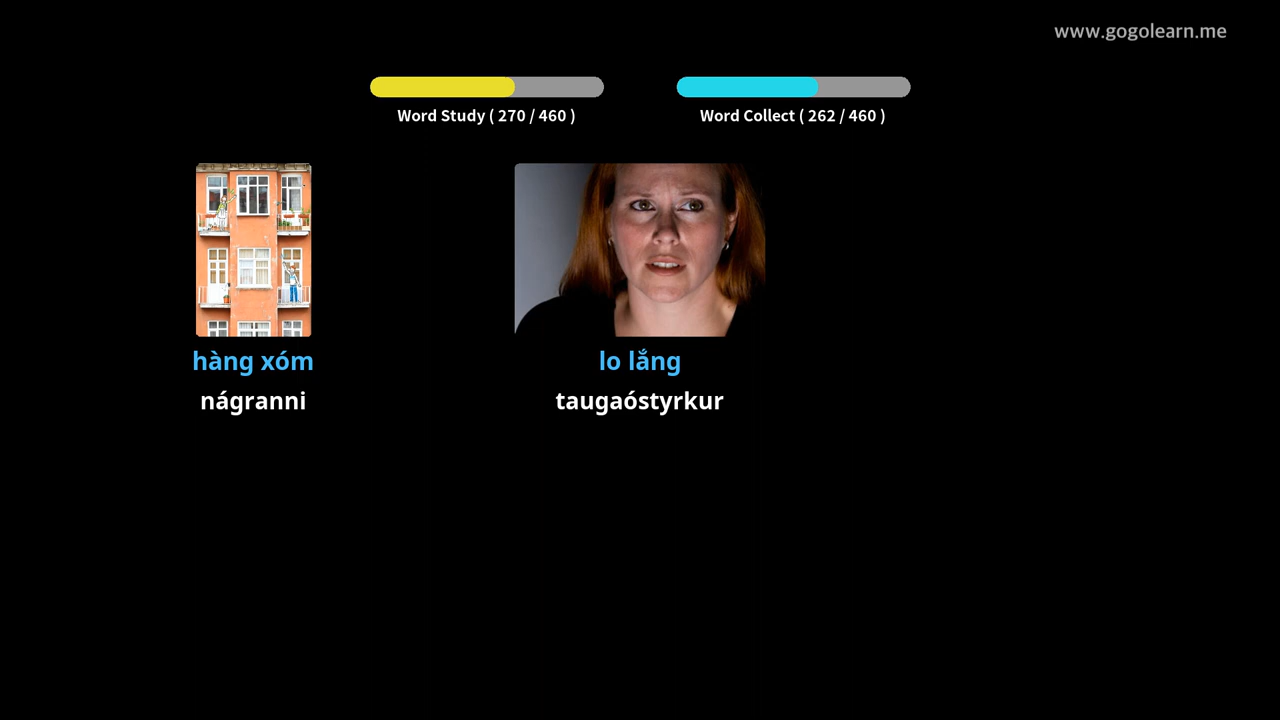 www.gogolearn.me
Word Study ( 270 / 460 )
Word Collect ( 262 / 460 )
hàng xóm
nágranni
lo lắng
taugaóstyrkur